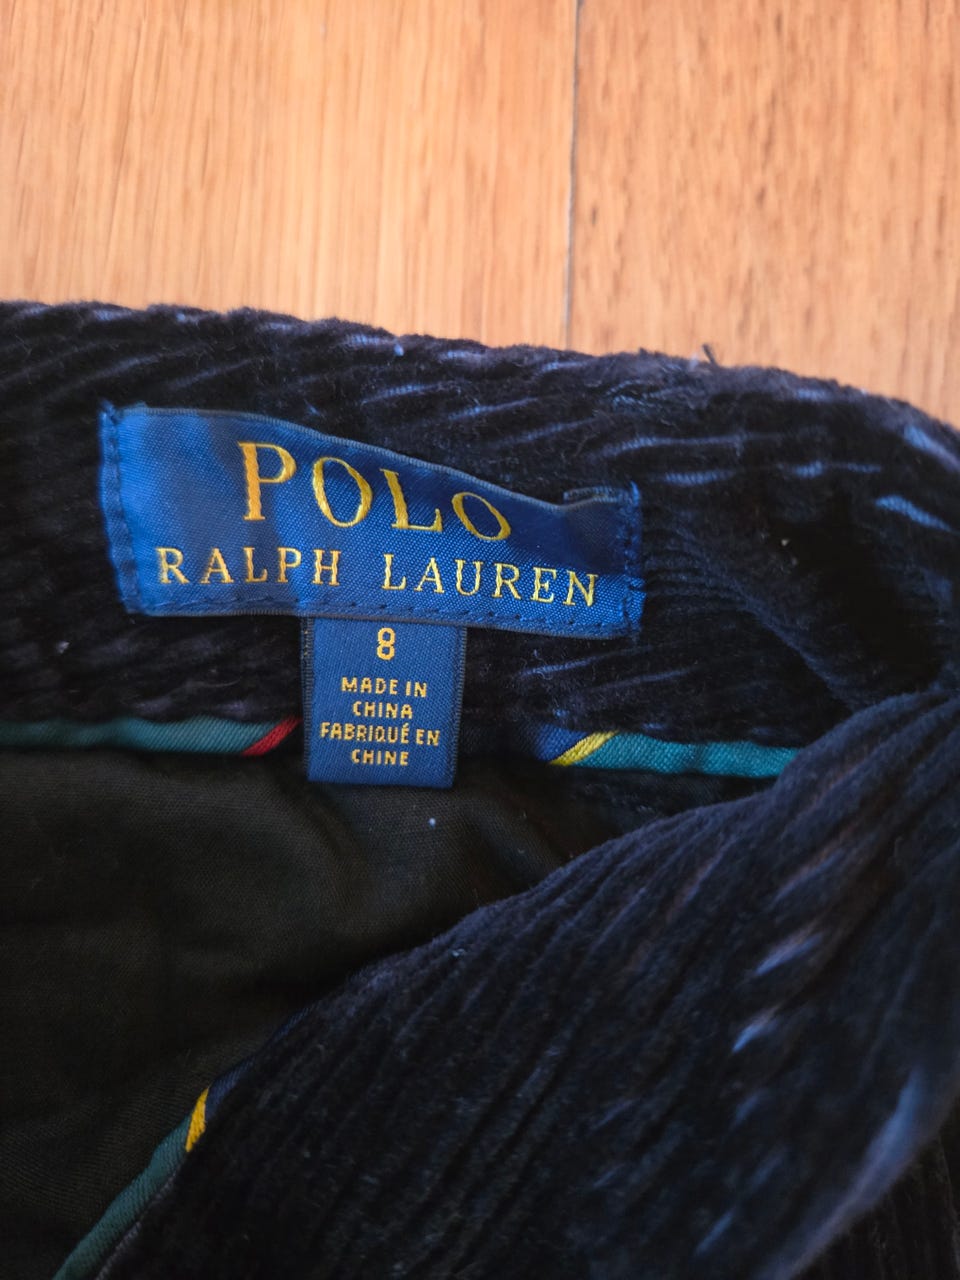 POLO
RALPH LAUREN
8
MADE IN
CHINA
FABRIQUÉ EN
CHINE